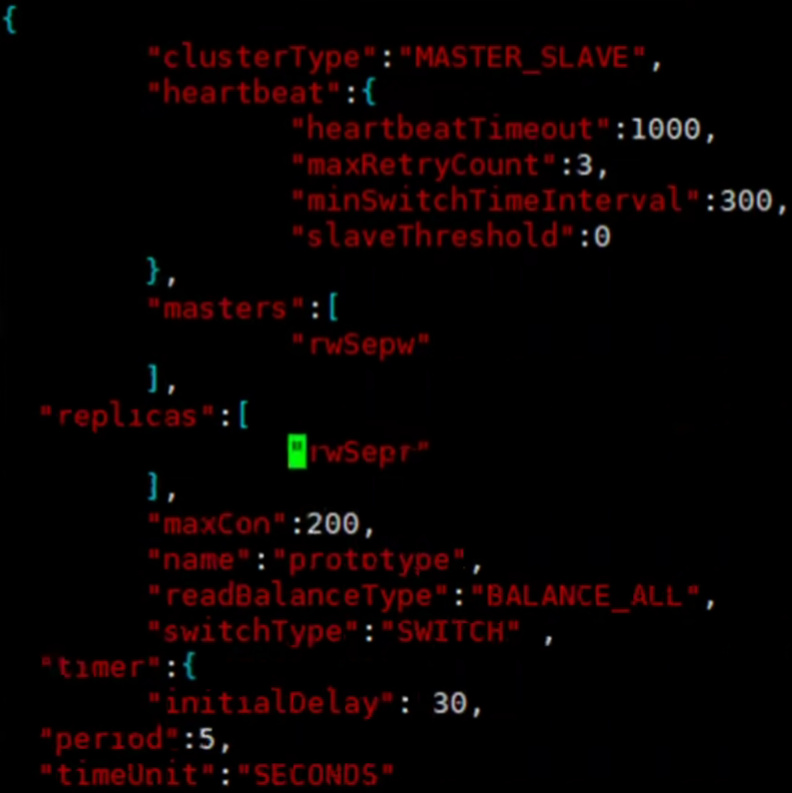 {
"clusterType":"MASTER_SLAVE",
"heartbeat":{
"heartbeatTimeout":1000,
"maxRetryCount":3,
"minSwitchTimeInterval":300,
"slaveThreshold":0
},
"masters":[
"rwSepw"
],
"replicas":[
"rwSepr"
],
"maxCon":200,
"name":"prototype",
"readBalanceType":"BALANCE_ALL",
"switchType":"SWITCH" ,
"timer":{
"initialDelay": 30,
"period":5,
"timeUnit":"SECONDS"